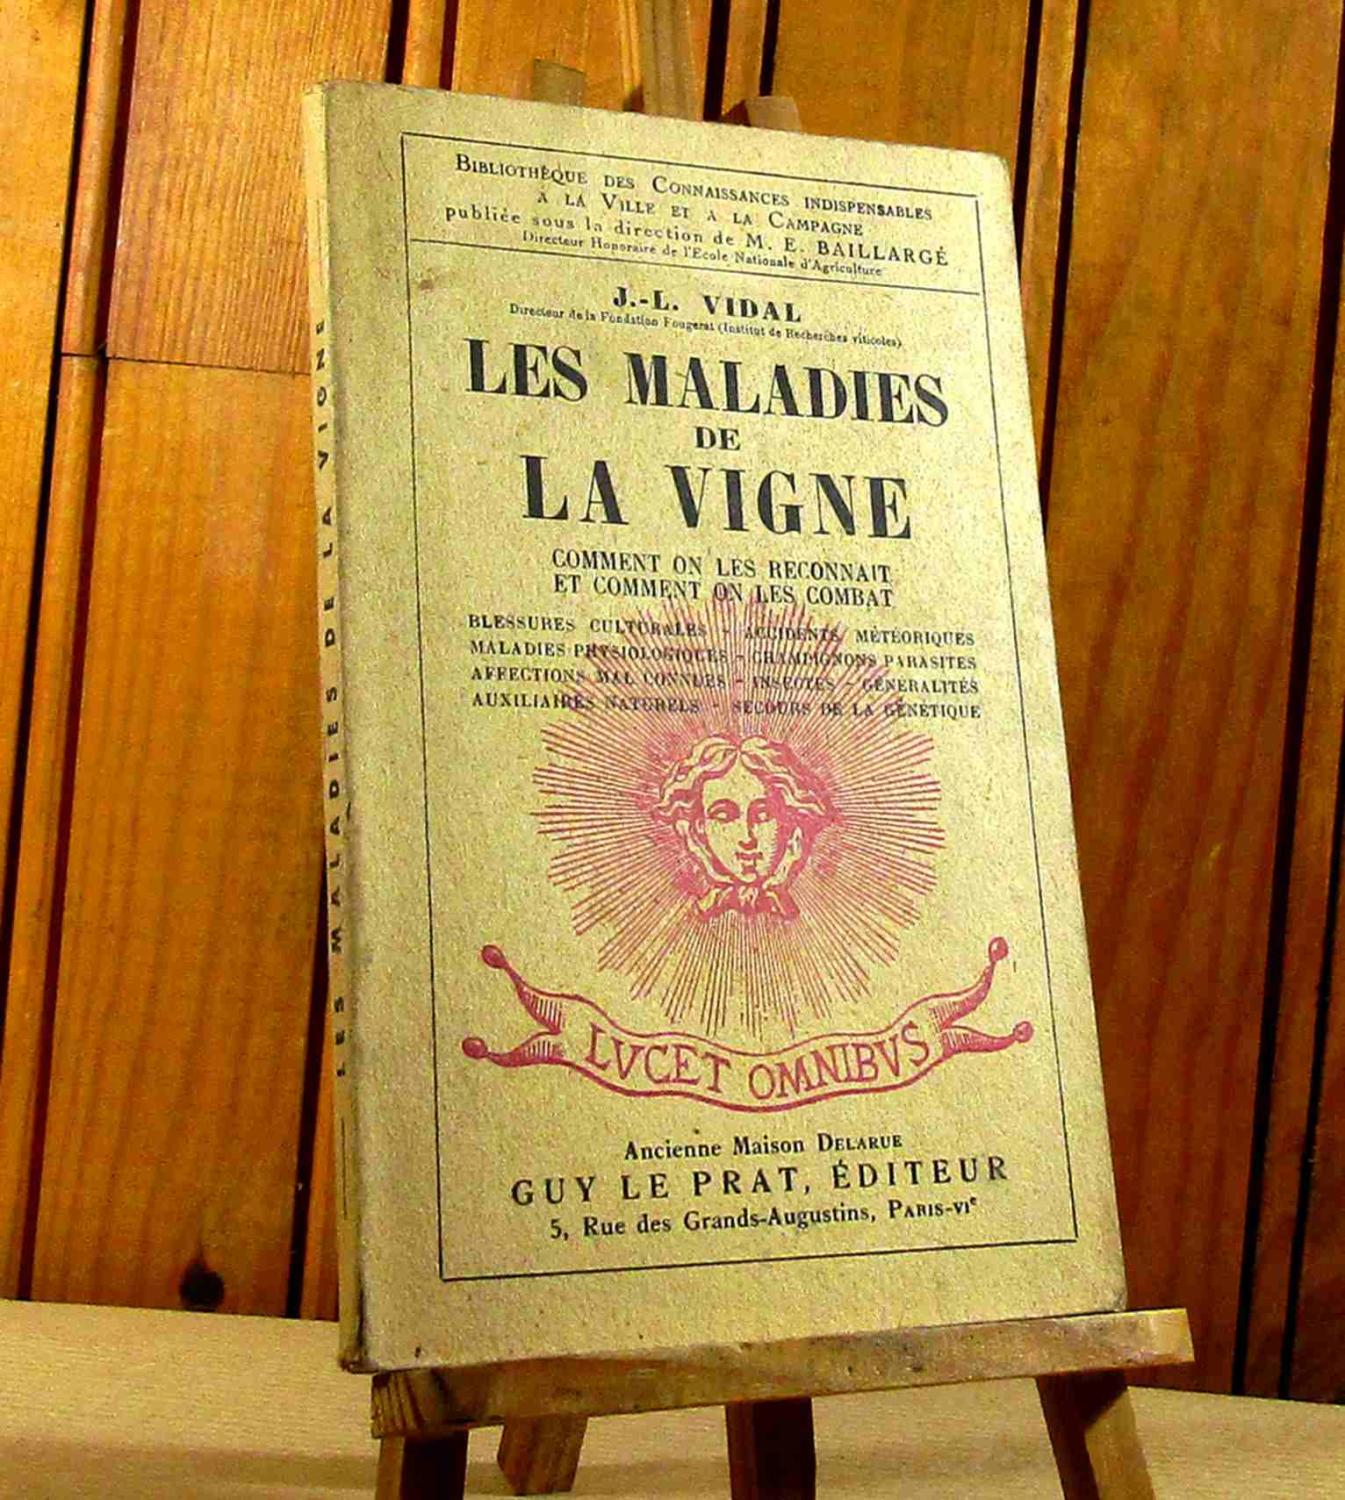 BIBLIOTHÈQUE DES CONNAISSANCES INDISPENSABLES
A LA VILLE ET A LA CAMPAGNE
publiée sous la direction de M. E. BAILLARGÉ
Directeur Honoraire de l'Ecole Nationale d'Agriculture
J.-L. VIDAL
Directeur de la Fondation Fougerat (Institut de Recherches viticoles)
LES MALADIES
DE
LA VIGNE
COMMENT ON LES RECONNAIT
ET COMMENT ON LES COMBAT
BLESSURES CULTURALES - ACCIDENTS MÉTÉORIQUES
MALADIES PHYSIOLOGIQUES - CHAMPIGNONS PARASITES
AFFECTIONS MAL CONNUES - INSECTES - GÉNÉRALITÉS
AUXILIAIRES NATURELS - SECOURS DE LA GÉNÉTIQUE
LVCET OMNIBVS
Ancienne Maison DELARUE
GUY LE PRAT, ÉDITEUR
5, Rue des Grands-Augustins, PARIS-VIe
LES MALADIES DE LA VIGNE